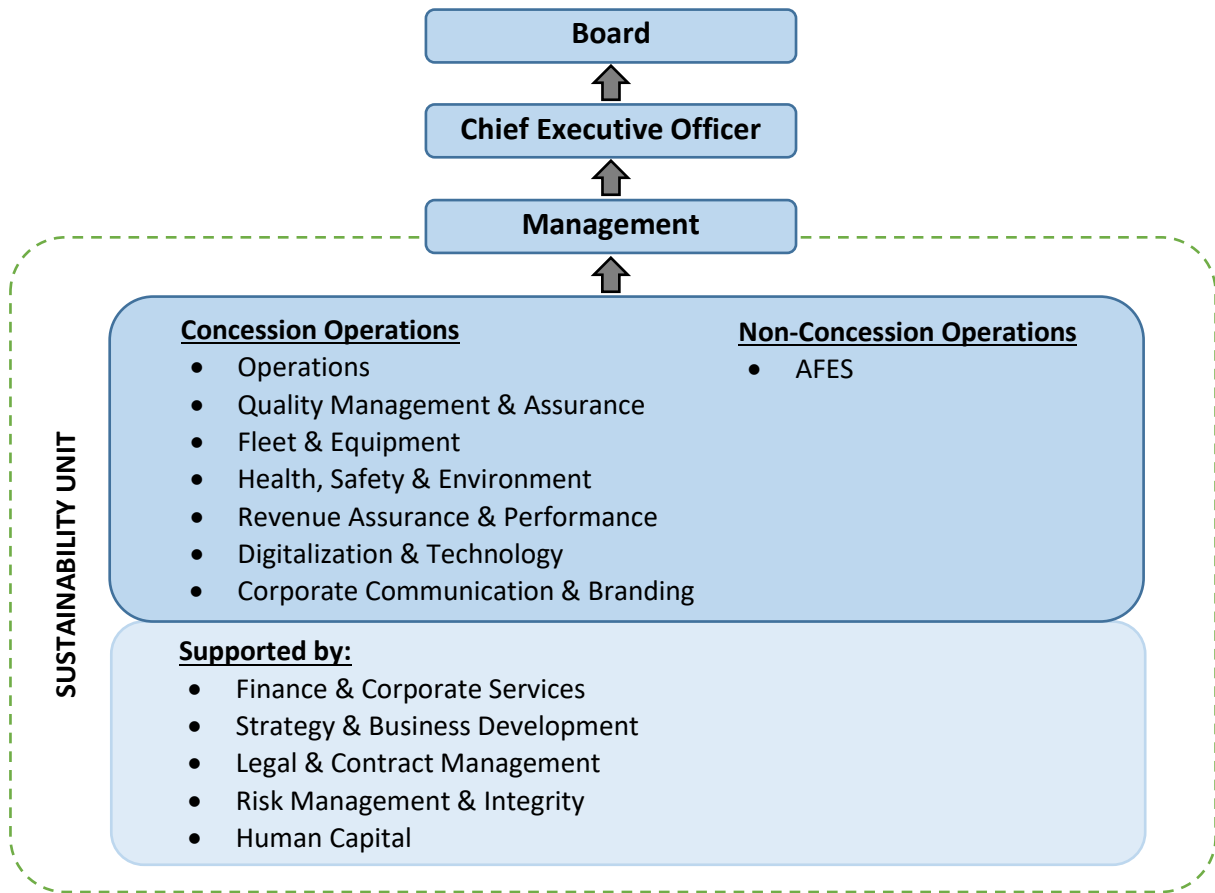 Board
Chief Executive Officer
Management
SUSTAINABILITY UNIT
Concession Operations
• Operations
• Quality Management & Assurance
• Fleet & Equipment
• Health, Safety & Environment
• Revenue Assurance & Performance
• Digitalization & Technology
• Corporate Communication & Branding
Non-Concession Operations
• AFES
Supported by:
• Finance & Corporate Services
• Strategy & Business Development
• Legal & Contract Management
• Risk Management & Integrity
• Human Capital